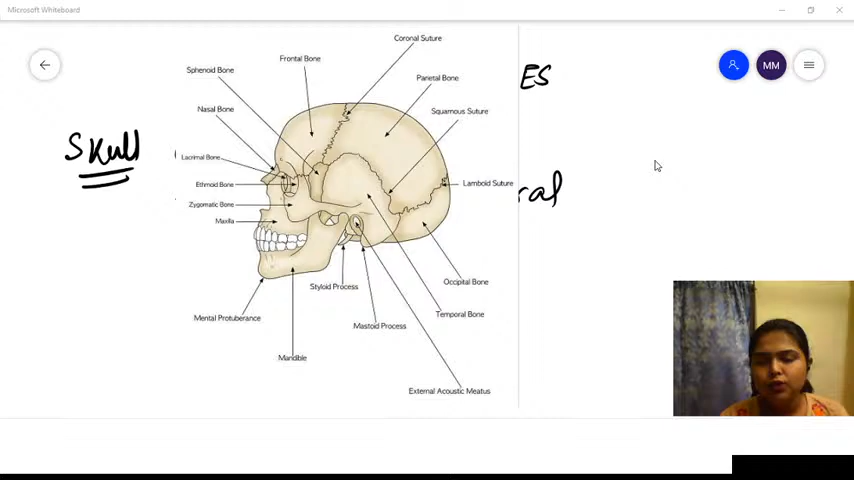 Microsoft Whiteboard
Coronal Suture
Frontal Bone
Sphenoid Bone
Parietal Bone
MM
ES
Nasal Bone
Squamous Suture
Skull
Lacrimal Bone
Ethmoid Bone
Lamboid Suture
ral
Zygomatic Bone
Maxilla
Occipital Bone
Styloid Process
Temporal Bone
Mental Protuberance
Mastoid Process
Mandible
External Acoustic Meatus